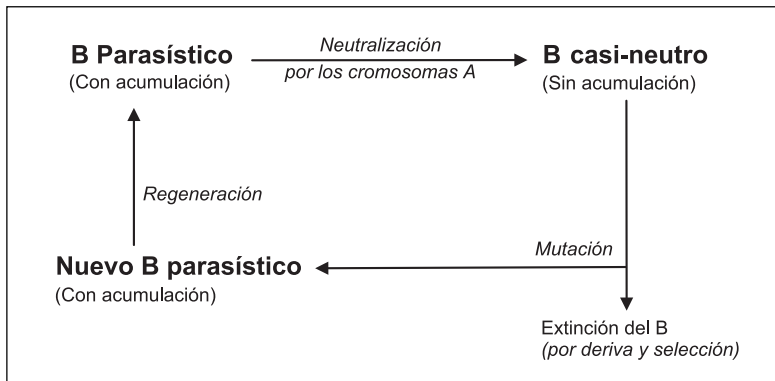 B Parasístico
(Con acumulación)
Neutralización
por los cromosomas A
B casi-neutro
(Sin acumulación)
Regeneración
Mutación
Nuevo B parasístico
(Con acumulación)
Extinción del B
(por deriva y selección)